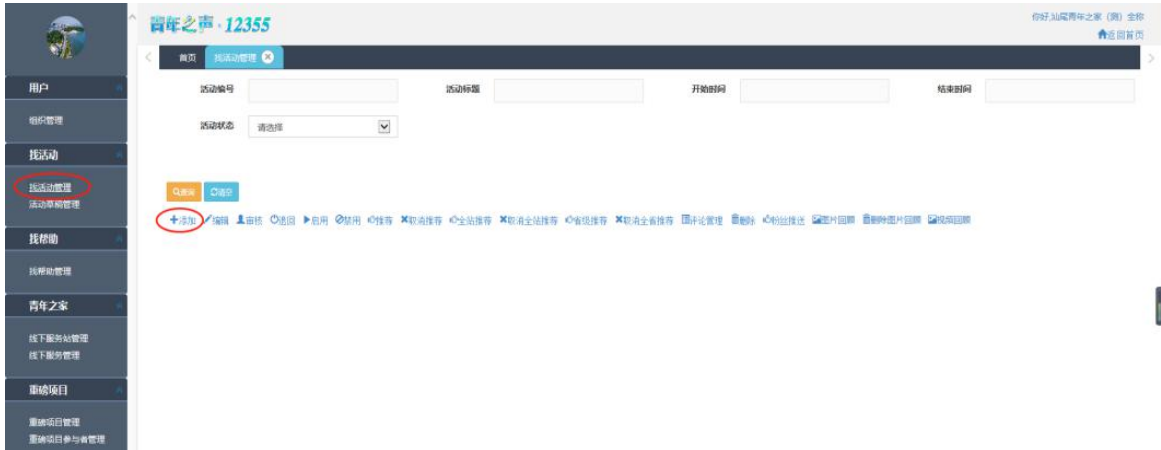 青年之声·12355
你好,汕尾青年之家（测）全称
返回首页
首页 找活动管理
用户
组织管理
找活动
找活动管理
活动草稿管理
找帮助
找帮助管理
青年之家
线下服务站管理
线下服务管理
重磅项目
重磅项目管理
重磅项目参与者管理
活动编号 活动标题 开始时间 结束时间
活动状态 请选择
查询 清空
添加 编辑 审核 退回 启用 禁用 推荐 取消推荐 全站推荐 取消全站推荐 省级推荐 取消全省推荐 评论管理 删除 粉丝推送 图片回顾 删除图片回顾 视频回顾